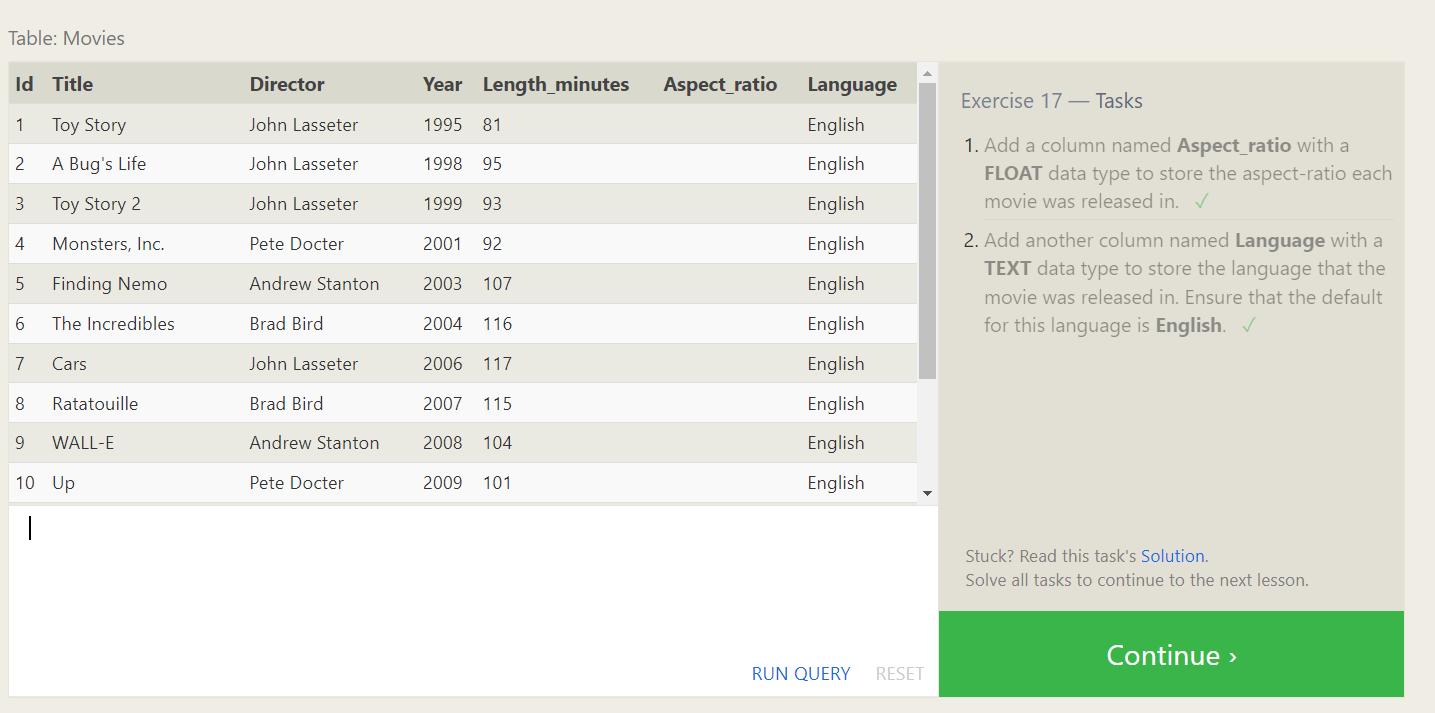 Table: Movies
Id Title Director Year Length_minutes Aspect_ratio Language
1 Toy Story John Lasseter 1995 81 English
2 A Bug's Life John Lasseter 1998 95 English
3 Toy Story 2 John Lasseter 1999 93 English
4 Monsters, Inc. Pete Docter 2001 92 English
5 Finding Nemo Andrew Stanton 2003 107 English
6 The Incredibles Brad Bird 2004 116 English
7 Cars John Lasseter 2006 117 English
8 Ratatouille Brad Bird 2007 115 English
9 WALL-E Andrew Stanton 2008 104 English
10 Up Pete Docter 2009 101 English
RUN QUERY RESET
Exercise 17 — Tasks
1. Add a column named Aspect_ratio with a
FLOAT data type to store the aspect-ratio each
movie was released in. ✓
2. Add another column named Language with a
TEXT data type to store the language that the
movie was released in. Ensure that the default
for this language is English. ✓
Stuck? Read this task's Solution.
Solve all tasks to continue to the next lesson.
Continue ›